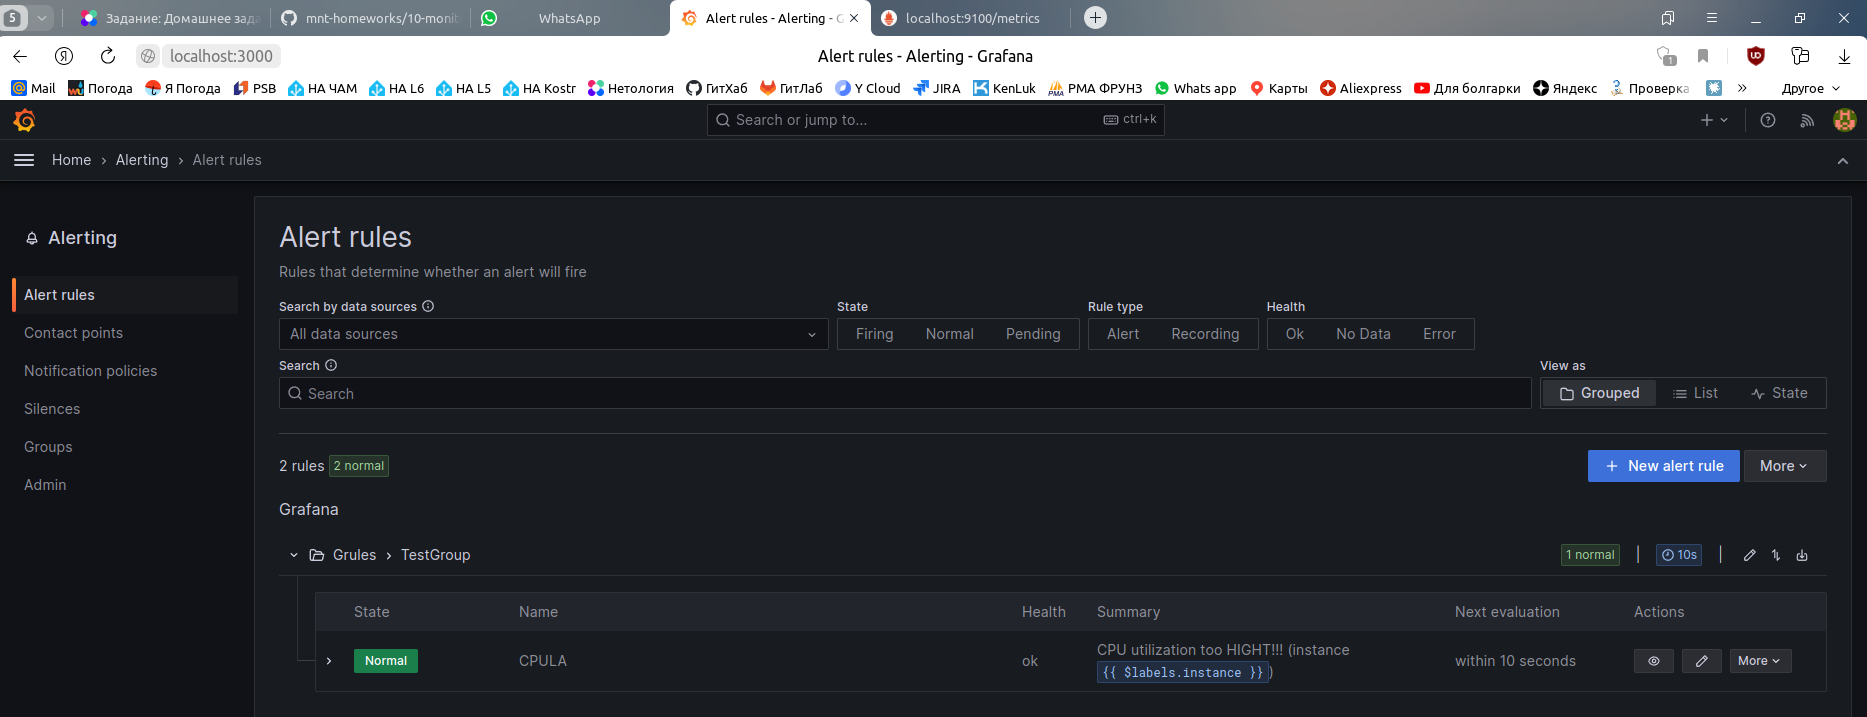 5
Задание: Домашнее зада
mnt-homeworks/10-monit
WhatsApp
Alert rules - Alerting - G
localhost:9100/metrics
localhost:3000
Alert rules - Alerting - Grafana
1
Mail Погода Я Погода PSB НА ЧАМ НА L6 НА L5 НА Kostr Нетология ГитХаб ГитЛаб Y Cloud JIRA KenLuk РМА ФРУНЗ Whats app Карты Aliexpress Для болгарки Яндекс Проверка » Другое
Search or jump to... ctrl+k
Home › Alerting › Alert rules
Alerting
Alert rules
Contact points
Notification policies
Silences
Groups
Admin
Alert rules
Rules that determine whether an alert will fire
Search by data sources State Rule type Health
All data sources Firing Normal Pending Alert Recording Ok No Data Error
Search View as
Search Grouped List State
2 rules 2 normal + New alert rule More
Grafana
Grules › TestGroup 1 normal | 10s |
State Name Health Summary Next evaluation Actions
Normal CPULA ok CPU utilization too HIGHT!!! (instance within 10 seconds More
{{ $labels.instance }})